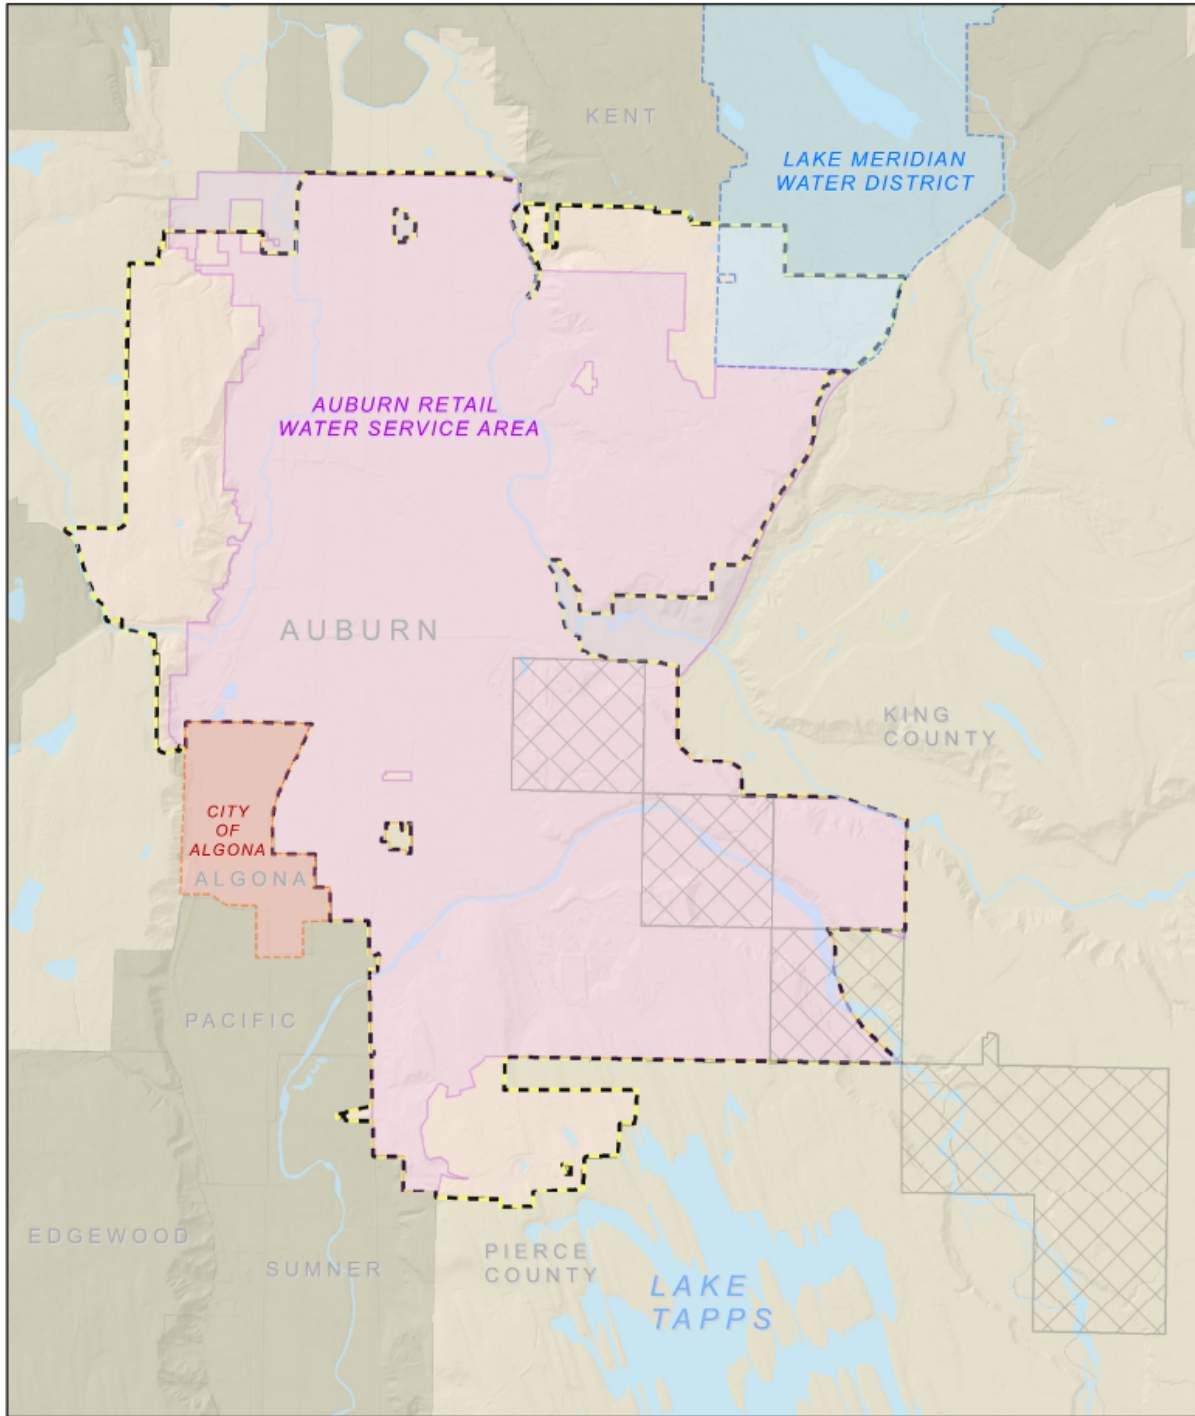 KENT
LAKE MERIDIAN
WATER DISTRICT
AUBURN RETAIL
WATER SERVICE AREA
AUBURN
KING
COUNTY
CITY
OF
ALGONA
ALGONA
PACIFIC
EDGEWOOD
SUMNER
PIERCE
COUNTY
LAKE
TAPPS